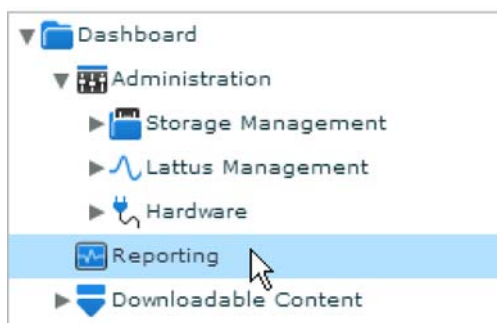 Dashboard
Administration
Storage Management
Lattus Management
Hardware
Reporting
Downloadable Content